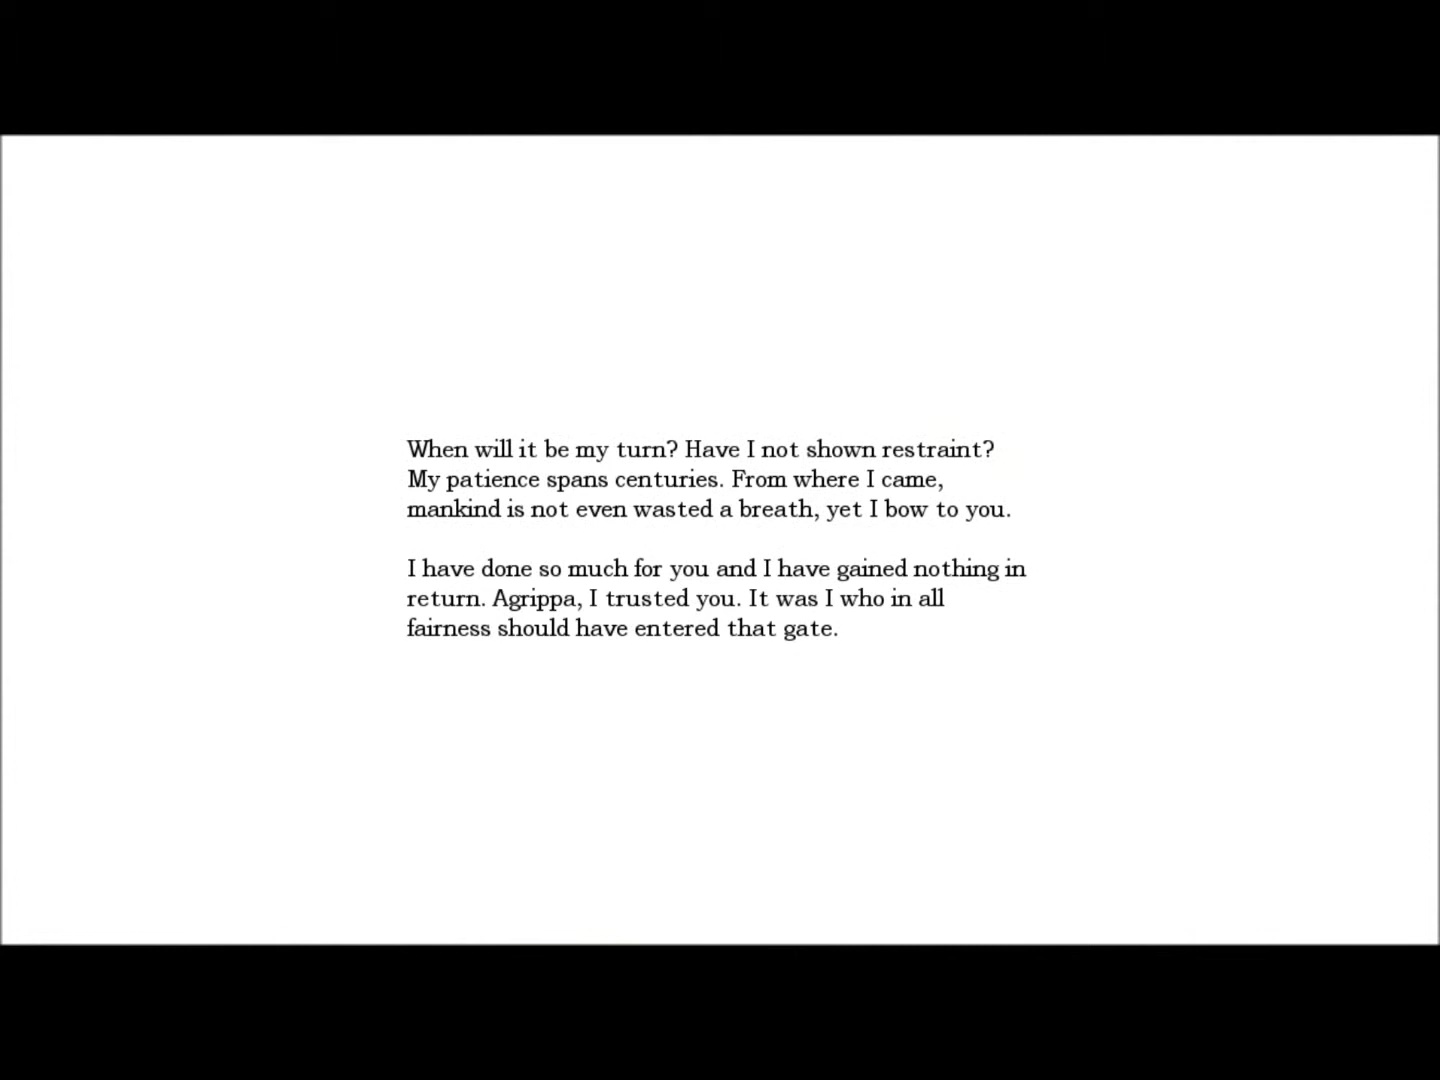 When will it be my turn? Have I not shown restraint?
My patience spans centuries. From where I came,
mankind is not even wasted a breath, yet I bow to you.
I have done so much for you and I have gained nothing in
return. Agrippa, I trusted you. It was I who in all
fairness should have entered that gate.